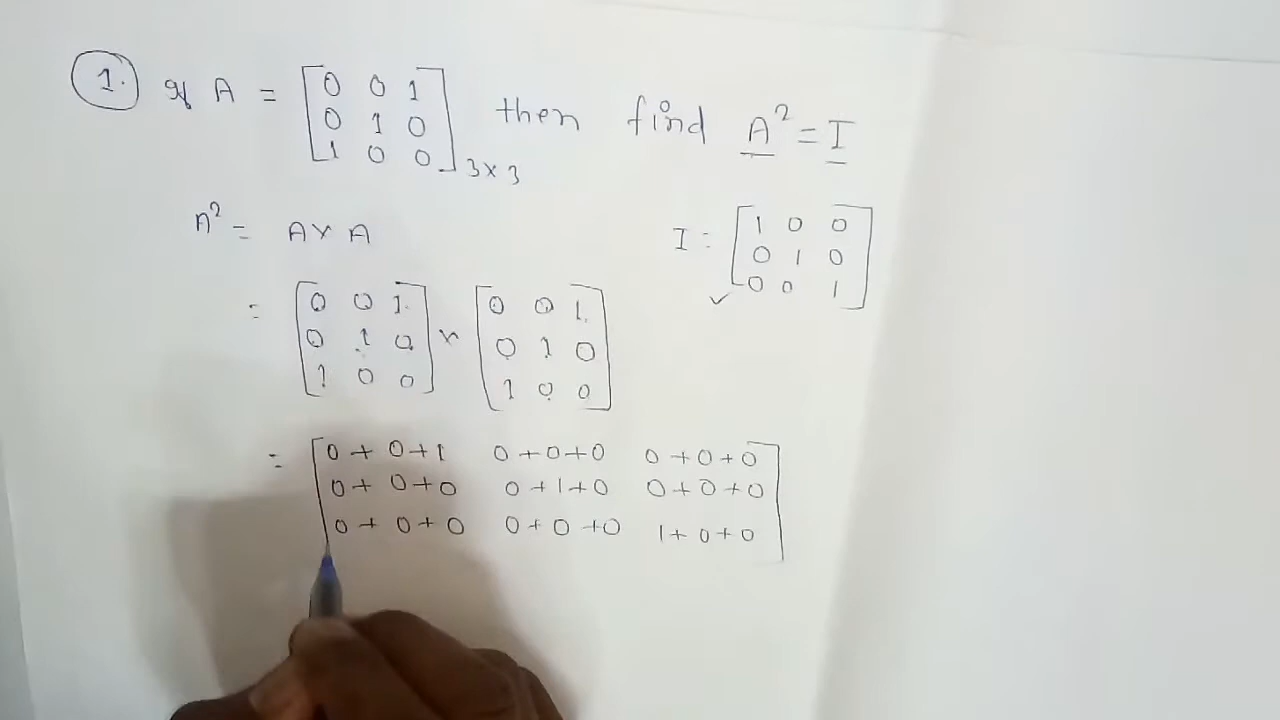 1. If A = [0 0 1 0 1 0 1 0 0] 3×3 then find A² = I
A² = A × A
I = [1 0 0 0 1 0 0 0 1] ✓
= [0 0 1 0 1 0 1 0 0] × [0 0 1 0 1 0 1 0 0]
= [0+0+1 0+0+0 0+0+0
0+0+0 0+1+0 0+0+0
0+0+0 0+0+0 1+0+0]